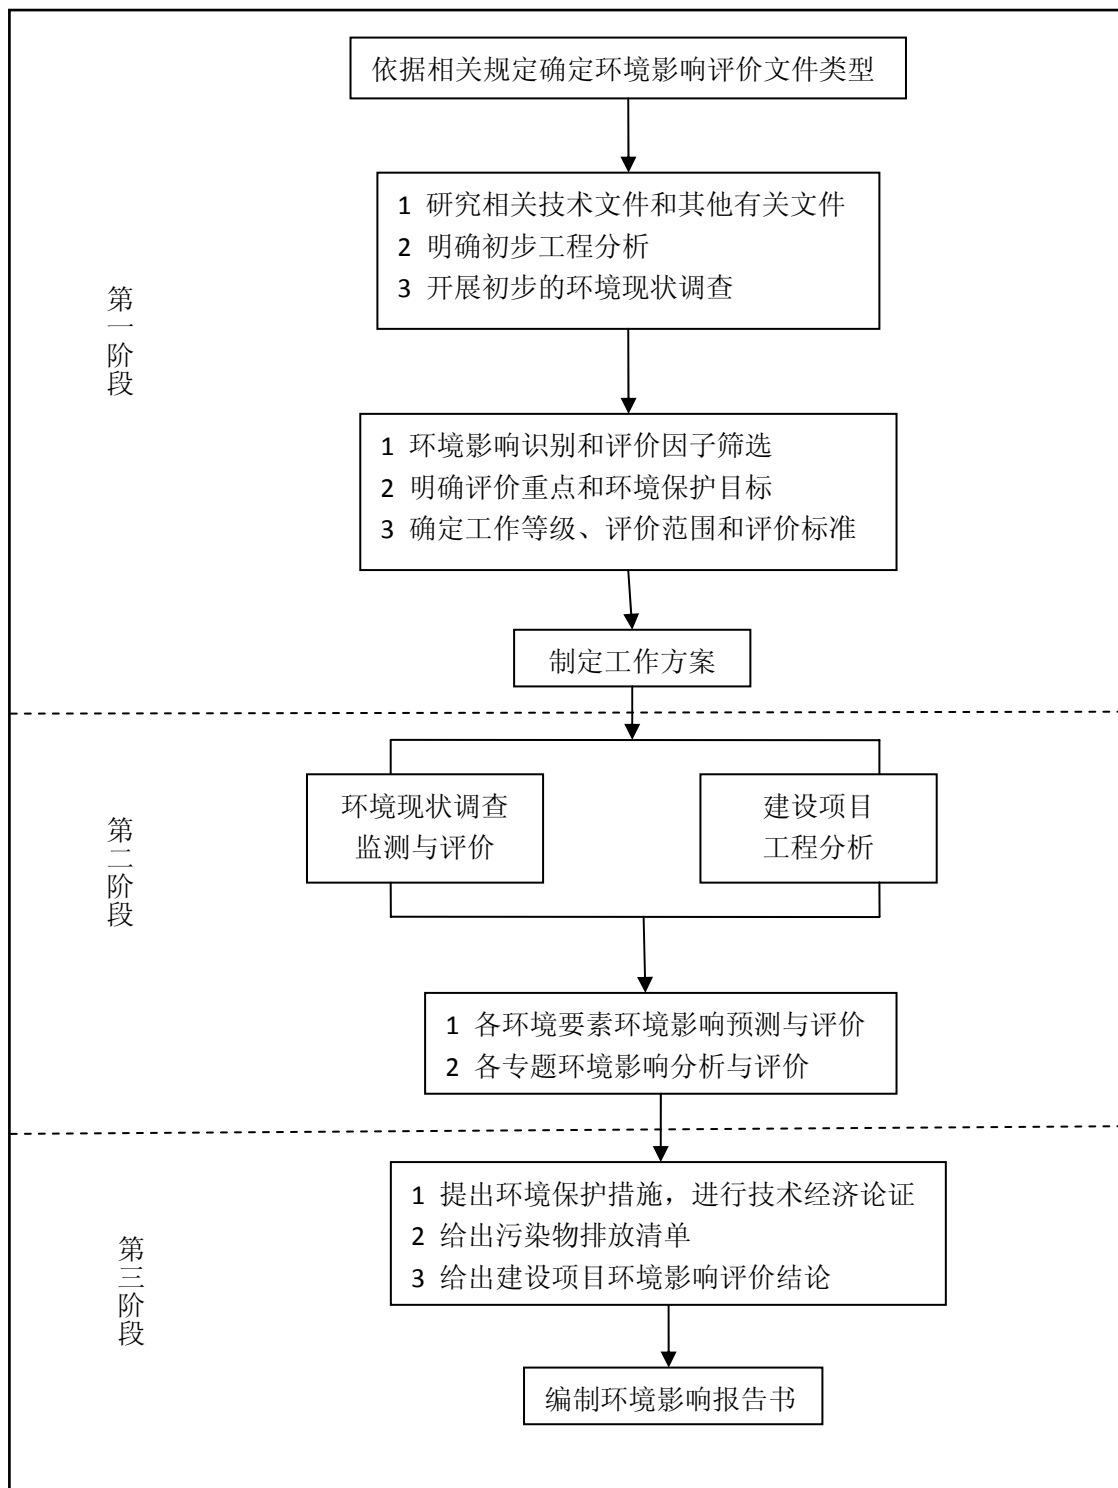 依据相关规定确定环境影响评价文件类型
1 研究相关技术文件和其他有关文件
2 明确初步工程分析
3 开展初步的环境现状调查
第一阶段
1 环境影响识别和评价因子筛选
2 明确评价重点和环境保护目标
3 确定工作等级、评价范围和评价标准
制定工作方案
第二阶段
环境现状调查
监测与评价
建设项目
工程分析
1 各环境要素环境影响预测与评价
2 各专题环境影响分析与评价
第三阶段
1 提出环境保护措施，进行技术经济论证
2 给出污染物排放清单
3 给出建设项目环境影响评价结论
编制环境影响报告书